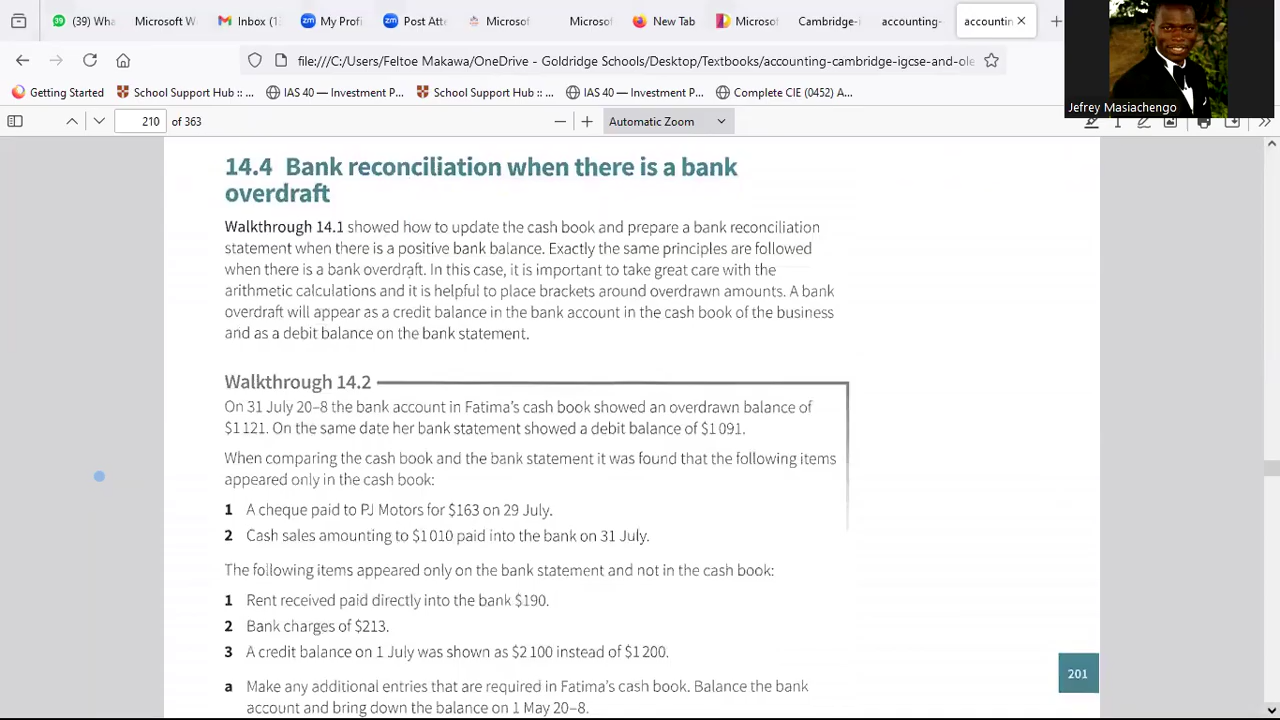 (39) Wha
Microsoft W
Inbox (1
My Profi
Post Atte
Microsof
Microsof
New Tab
Microso
Cambridge-i
accounting-
accountin
file:///C:/Users/Feltoe Makawa/OneDrive - Goldridge Schools/Desktop/Textbooks/accounting-cambridge-igcse-and-ole
Getting Started
School Support Hub :: ...
IAS 40 — Investment P...
School Support Hub :: ...
IAS 40 — Investment P...
Complete CIE (0452) A...
Jefrey Masiachengo
210 of 363
Automatic Zoom
14.4 Bank reconciliation when there is a bank
overdraft
Walkthrough 14.1 showed how to update the cash book and prepare a bank reconciliation
statement when there is a positive bank balance. Exactly the same principles are followed
when there is a bank overdraft. In this case, it is important to take great care with the
arithmetic calculations and it is helpful to place brackets around overdrawn amounts. A bank
overdraft will appear as a credit balance in the bank account in the cash book of the business
and as a debit balance on the bank statement.
Walkthrough 14.2
On 31 July 20–8 the bank account in Fatima's cash book showed an overdrawn balance of
$1 121. On the same date her bank statement showed a debit balance of $1 091.
When comparing the cash book and the bank statement it was found that the following items
appeared only in the cash book:
1 A cheque paid to PJ Motors for $163 on 29 July.
2 Cash sales amounting to $1 010 paid into the bank on 31 July.
The following items appeared only on the bank statement and not in the cash book:
1 Rent received paid directly into the bank $190.
2 Bank charges of $213.
3 A credit balance on 1 July was shown as $2 100 instead of $1 200.
201
a Make any additional entries that are required in Fatima's cash book. Balance the bank
account and bring down the balance on 1 May 20–8.